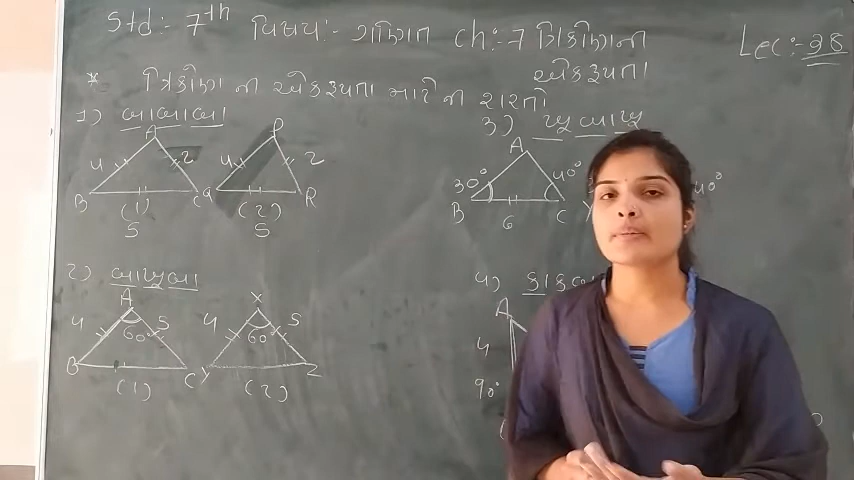 Std:- 7th વિષય:- ગણિત Ch:-7 ત્રિકોણની
એકરૂપતા
Lec:-28
* ત્રિકોણ ની એકરૂપતા માટે ની શરતો
1) બાબાબા
A
4 2
B C
(1)
5
P
4 2
Q R
(2)
5
2) બાખૂબા
A
4 5
60°
B C
(1)
X
4 5
60°
Y Z
(2)
3) ખૂબાખૂ
A
30° 40°
B C
6
Y
40°
4)
A
4
90°